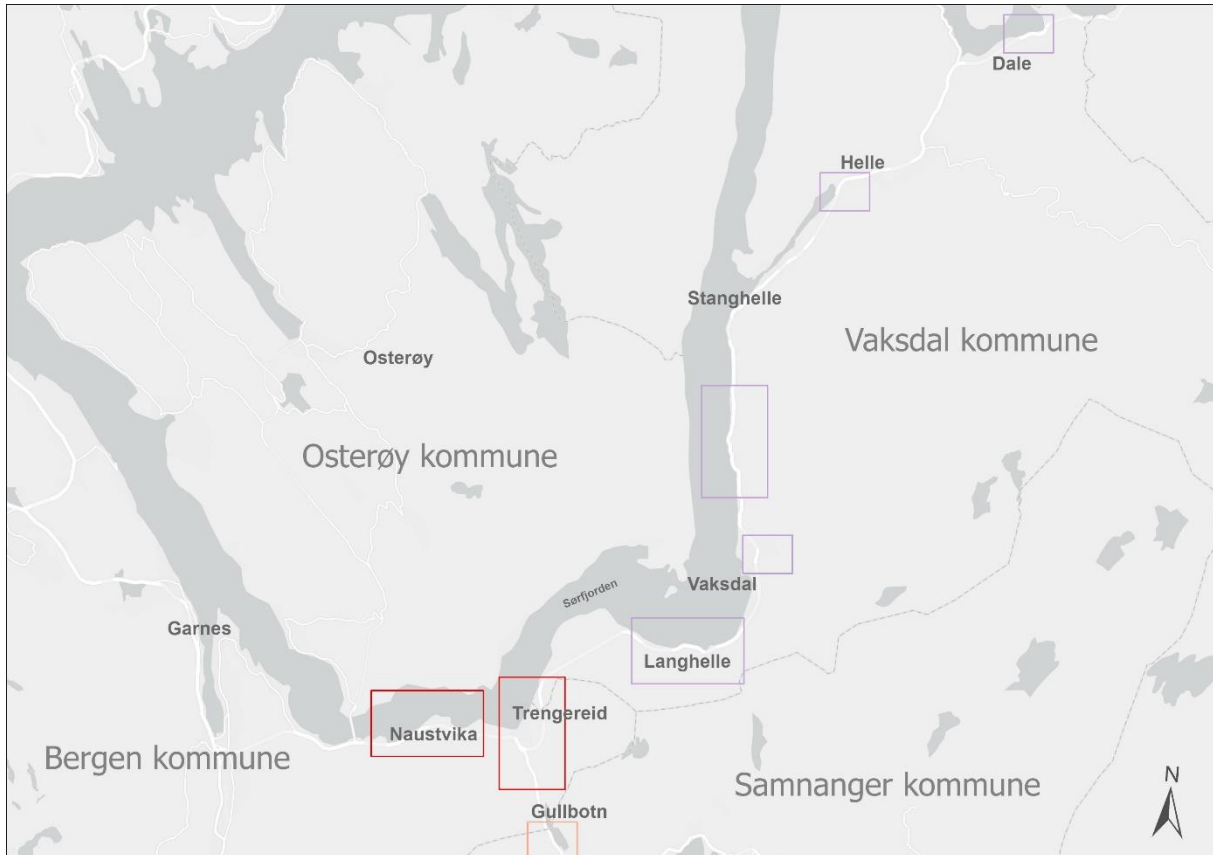 Dale
Helle
Stanghelle
Vaksdal kommune
Osterøy
Osterøy kommune
Sørfjorden
Vaksdal
Garnes
Langhelle
Trengereid
Naustvika
Bergen kommune
Samnanger kommune
N
Gullbotn